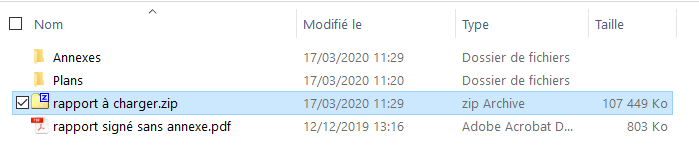 Nom Modifié le Type Taille
Annexes 17/03/2020 11:29 Dossier de fichiers
Plans 17/03/2020 11:20 Dossier de fichiers
rapport à charger.zip 17/03/2020 11:29 zip Archive 107 449 Ko
rapport signé sans annexe.pdf 12/12/2019 13:16 Adobe Acrobat D... 803 Ko